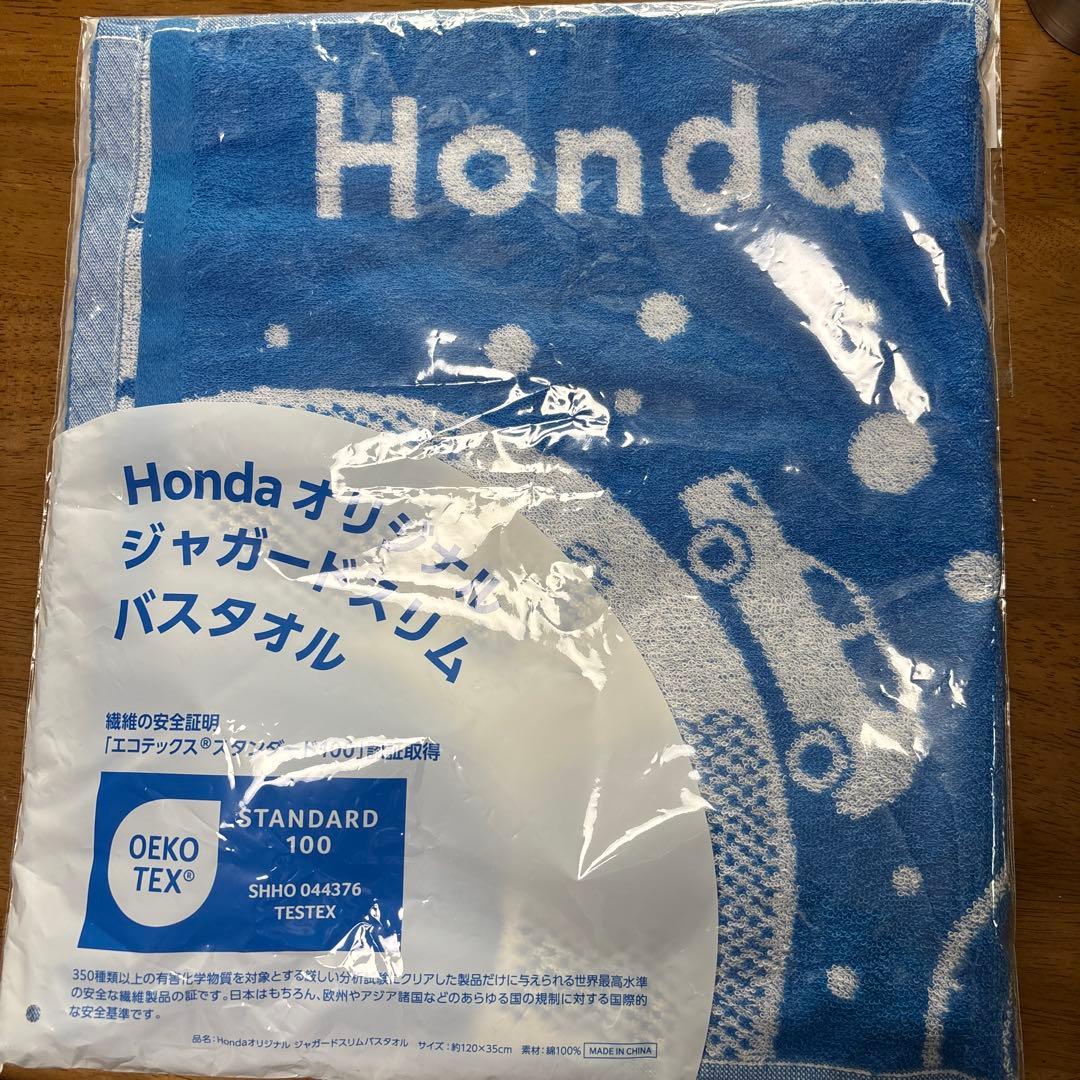 Honda
Hondaオリジナル
ジャガードスリム
バスタオル
繊維の安全証明
「エコテックス®スタンダード100」認証取得
OEKO
TEX®
STANDARD
100
SHHO 044376
TESTEX
350種類以上の有害化学物質を対象とする厳しい分析試験にクリアした製品だけに与えられる世界最高水準
の安全な繊維製品の証です。日本はもちろん、欧州やアジア諸国などのあらゆる国の規制に対する国際的
な安全基準です。
品名：Hondaオリジナル ジャガードスリムバスタオル サイズ：約120×35cm 素材：綿100% MADE IN CHINA